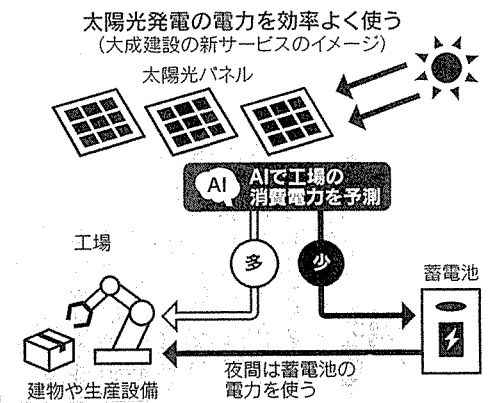 太陽光発電の電力を効率よく使う
（大成建設の新サービスのイメージ）
太陽光パネル
AI
AIで工場の
消費電力を予測
多
少
工場
蓄電池
建物や生産設備
夜間は蓄電池の
電力を使う